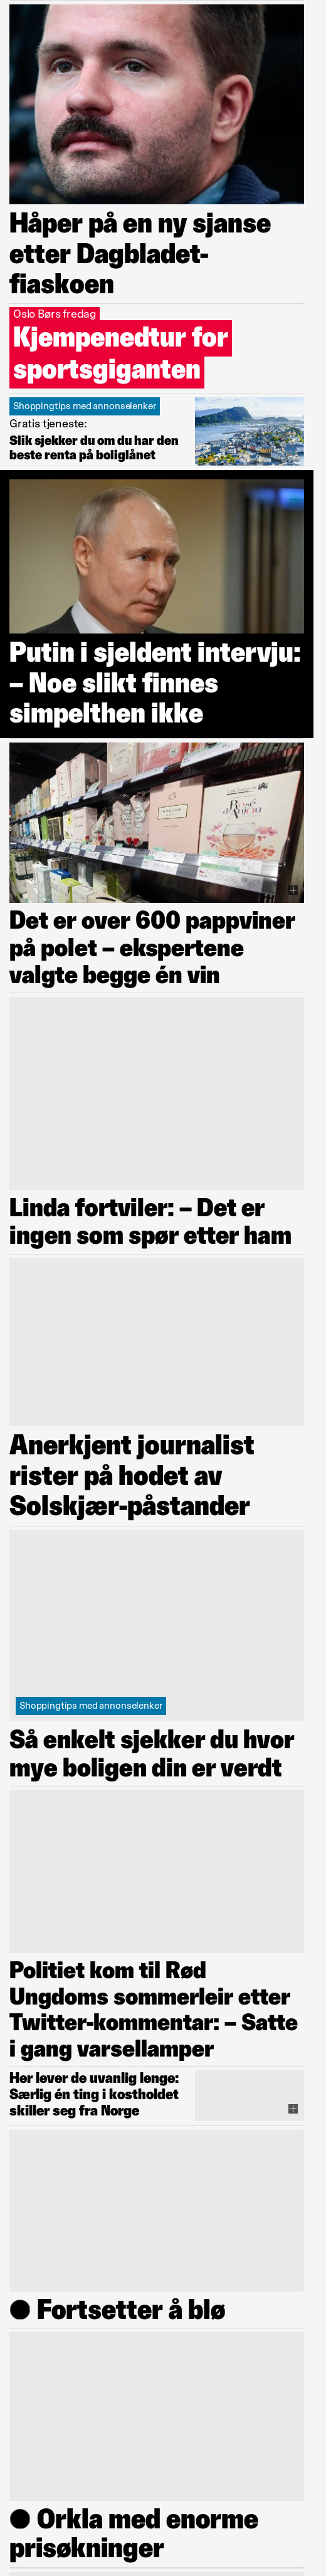 Håper på en ny sjanse
etter Dagbladet-
fiaskoen
Oslo Børs fredag
Kjempenedtur for
sportsgiganten
Shoppingtips med annonselenker
Gratis tjeneste:
Slik sjekker du om du har den
beste renta på boliglånet
Putin i sjeldent intervju:
– Noe slikt finnes
simpelthen ikke
Rosé
d'Anjou
Det er over 600 pappviner
på polet – ekspertene
valgte begge én vin
Linda fortviler: – Det er
ingen som spør etter ham
Anerkjent journalist
rister på hodet av
Solskjær-påstander
Shoppingtips med annonselenker
Så enkelt sjekker du hvor
mye boligen din er verdt
Politiet kom til Rød
Ungdoms sommerleir etter
Twitter-kommentar: – Satte
i gang varsellamper
Her lever de uvanlig lenge:
Særlig én ting i kostholdet
skiller seg fra Norge
● Fortsetter å blø
● Orkla med enorme
prisøkninger